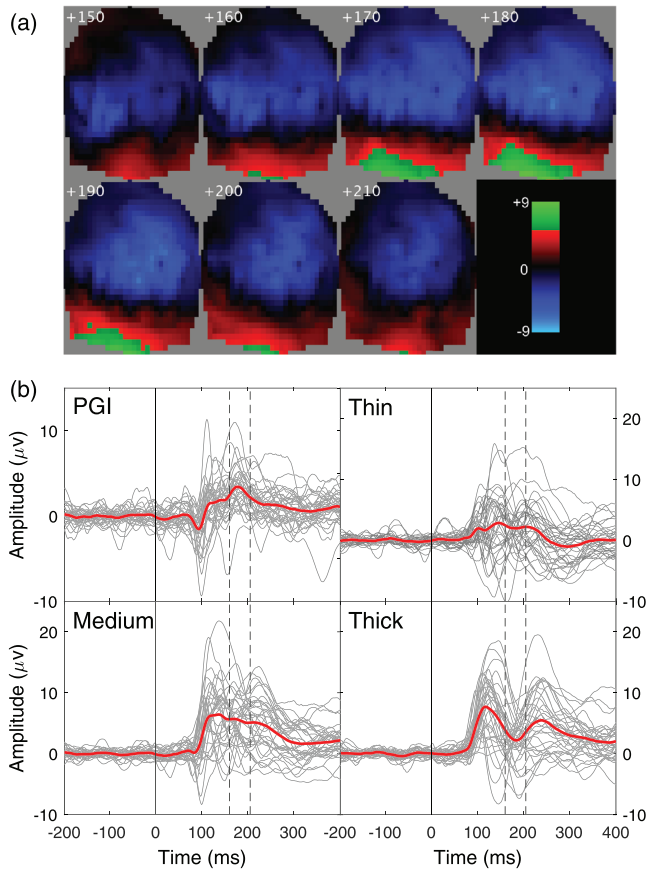 (a)
+150 +160 +170 +180
+190 +200 +210
+9
0
-9
(b)
PGI Thin
10 20
10
0
0
-10 -10
Amplitude (μv)
Medium Thick
20 20
10 10
0 0
-10 -10
Amplitude (μv)
-200 -100 0 100 200 -300 -200 -100 0 100 200 300 400
Time (ms) Time (ms)